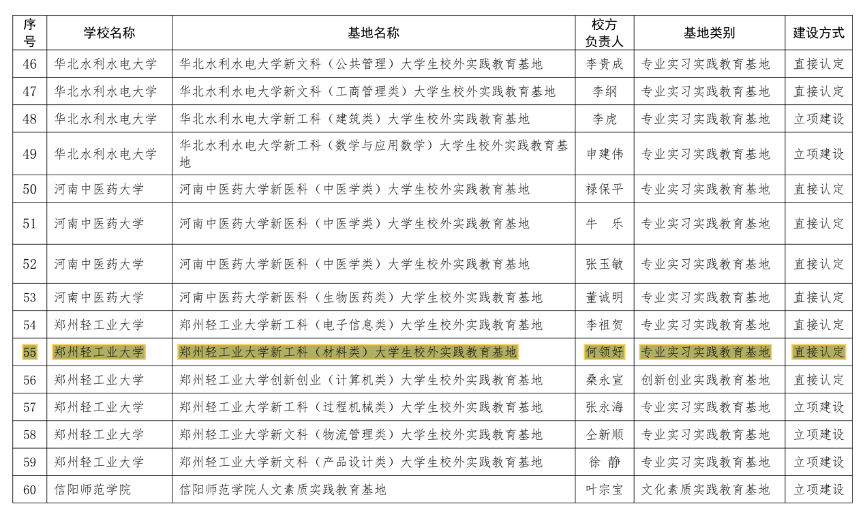 序号 学校名称 基地名称 校方负责人 基地类别 建设方式
46 华北水利水电大学 华北水利水电大学新文科（公共管理）大学生校外实践教育基地 李贵成 专业实习实践教育基地 直接认定
47 华北水利水电大学 华北水利水电大学新文科（工商管理类）大学生校外实践教育基地 李纲 专业实习实践教育基地 直接认定
48 华北水利水电大学 华北水利水电大学新工科（建筑类）大学生校外实践教育基地 李虎 专业实习实践教育基地 立项建设
49 华北水利水电大学 华北水利水电大学新工科（数学与应用数学）大学生校外实践教育基地 申建伟 专业实习实践教育基地 立项建设
50 河南中医药大学 河南中医药大学新医科（中医学类）大学生校外实践教育基地 禄保平 专业实习实践教育基地 直接认定
51 河南中医药大学 河南中医药大学新医科（中医学类）大学生校外实践教育基地 牛 乐 专业实习实践教育基地 直接认定
52 河南中医药大学 河南中医药大学新医科（中医学类）大学生校外实践教育基地 张玉敏 专业实习实践教育基地 直接认定
53 河南中医药大学 河南中医药大学新医科（生物医药类）大学生校外实践教育基地 董诚明 专业实习实践教育基地 直接认定
54 郑州轻工业大学 郑州轻工业大学新工科（电子信息类）大学生校外实践教育基地 李祖贺 专业实习实践教育基地 直接认定
55 郑州轻工业大学 郑州轻工业大学新工科（材料类）大学生校外实践教育基地 何领好 专业实习实践教育基地 直接认定
56 郑州轻工业大学 郑州轻工业大学创新创业（计算机类）大学生校外实践教育基地 桑永宣 创新创业实践教育基地 直接认定
57 郑州轻工业大学 郑州轻工业大学新工科（过程机械类）大学生校外实践教育基地 张永海 专业实习实践教育基地 立项建设
58 郑州轻工业大学 郑州轻工业大学新文科（物流管理类）大学生校外实践教育基地 仝新顺 专业实习实践教育基地 立项建设
59 郑州轻工业大学 郑州轻工业大学新文科（产品设计类）大学生校外实践教育基地 徐 静 专业实习实践教育基地 立项建设
60 信阳师范学院 信阳师范学院人文素质实践教育基地 叶宗宝 文化素质实践教育基地 立项建设